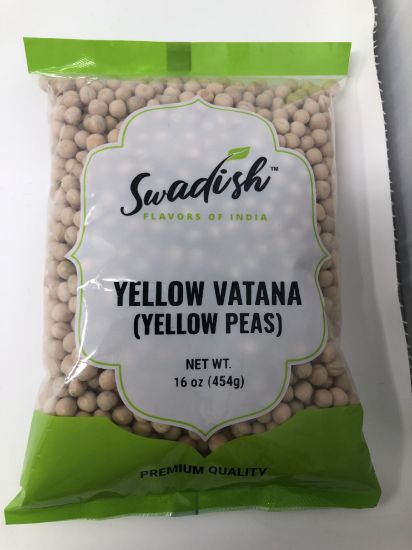 Swadish™
FLAVORS OF INDIA
YELLOW VATANA
(YELLOW PEAS)
NET WT.
16 oz (454g)
PREMIUM QUALITY